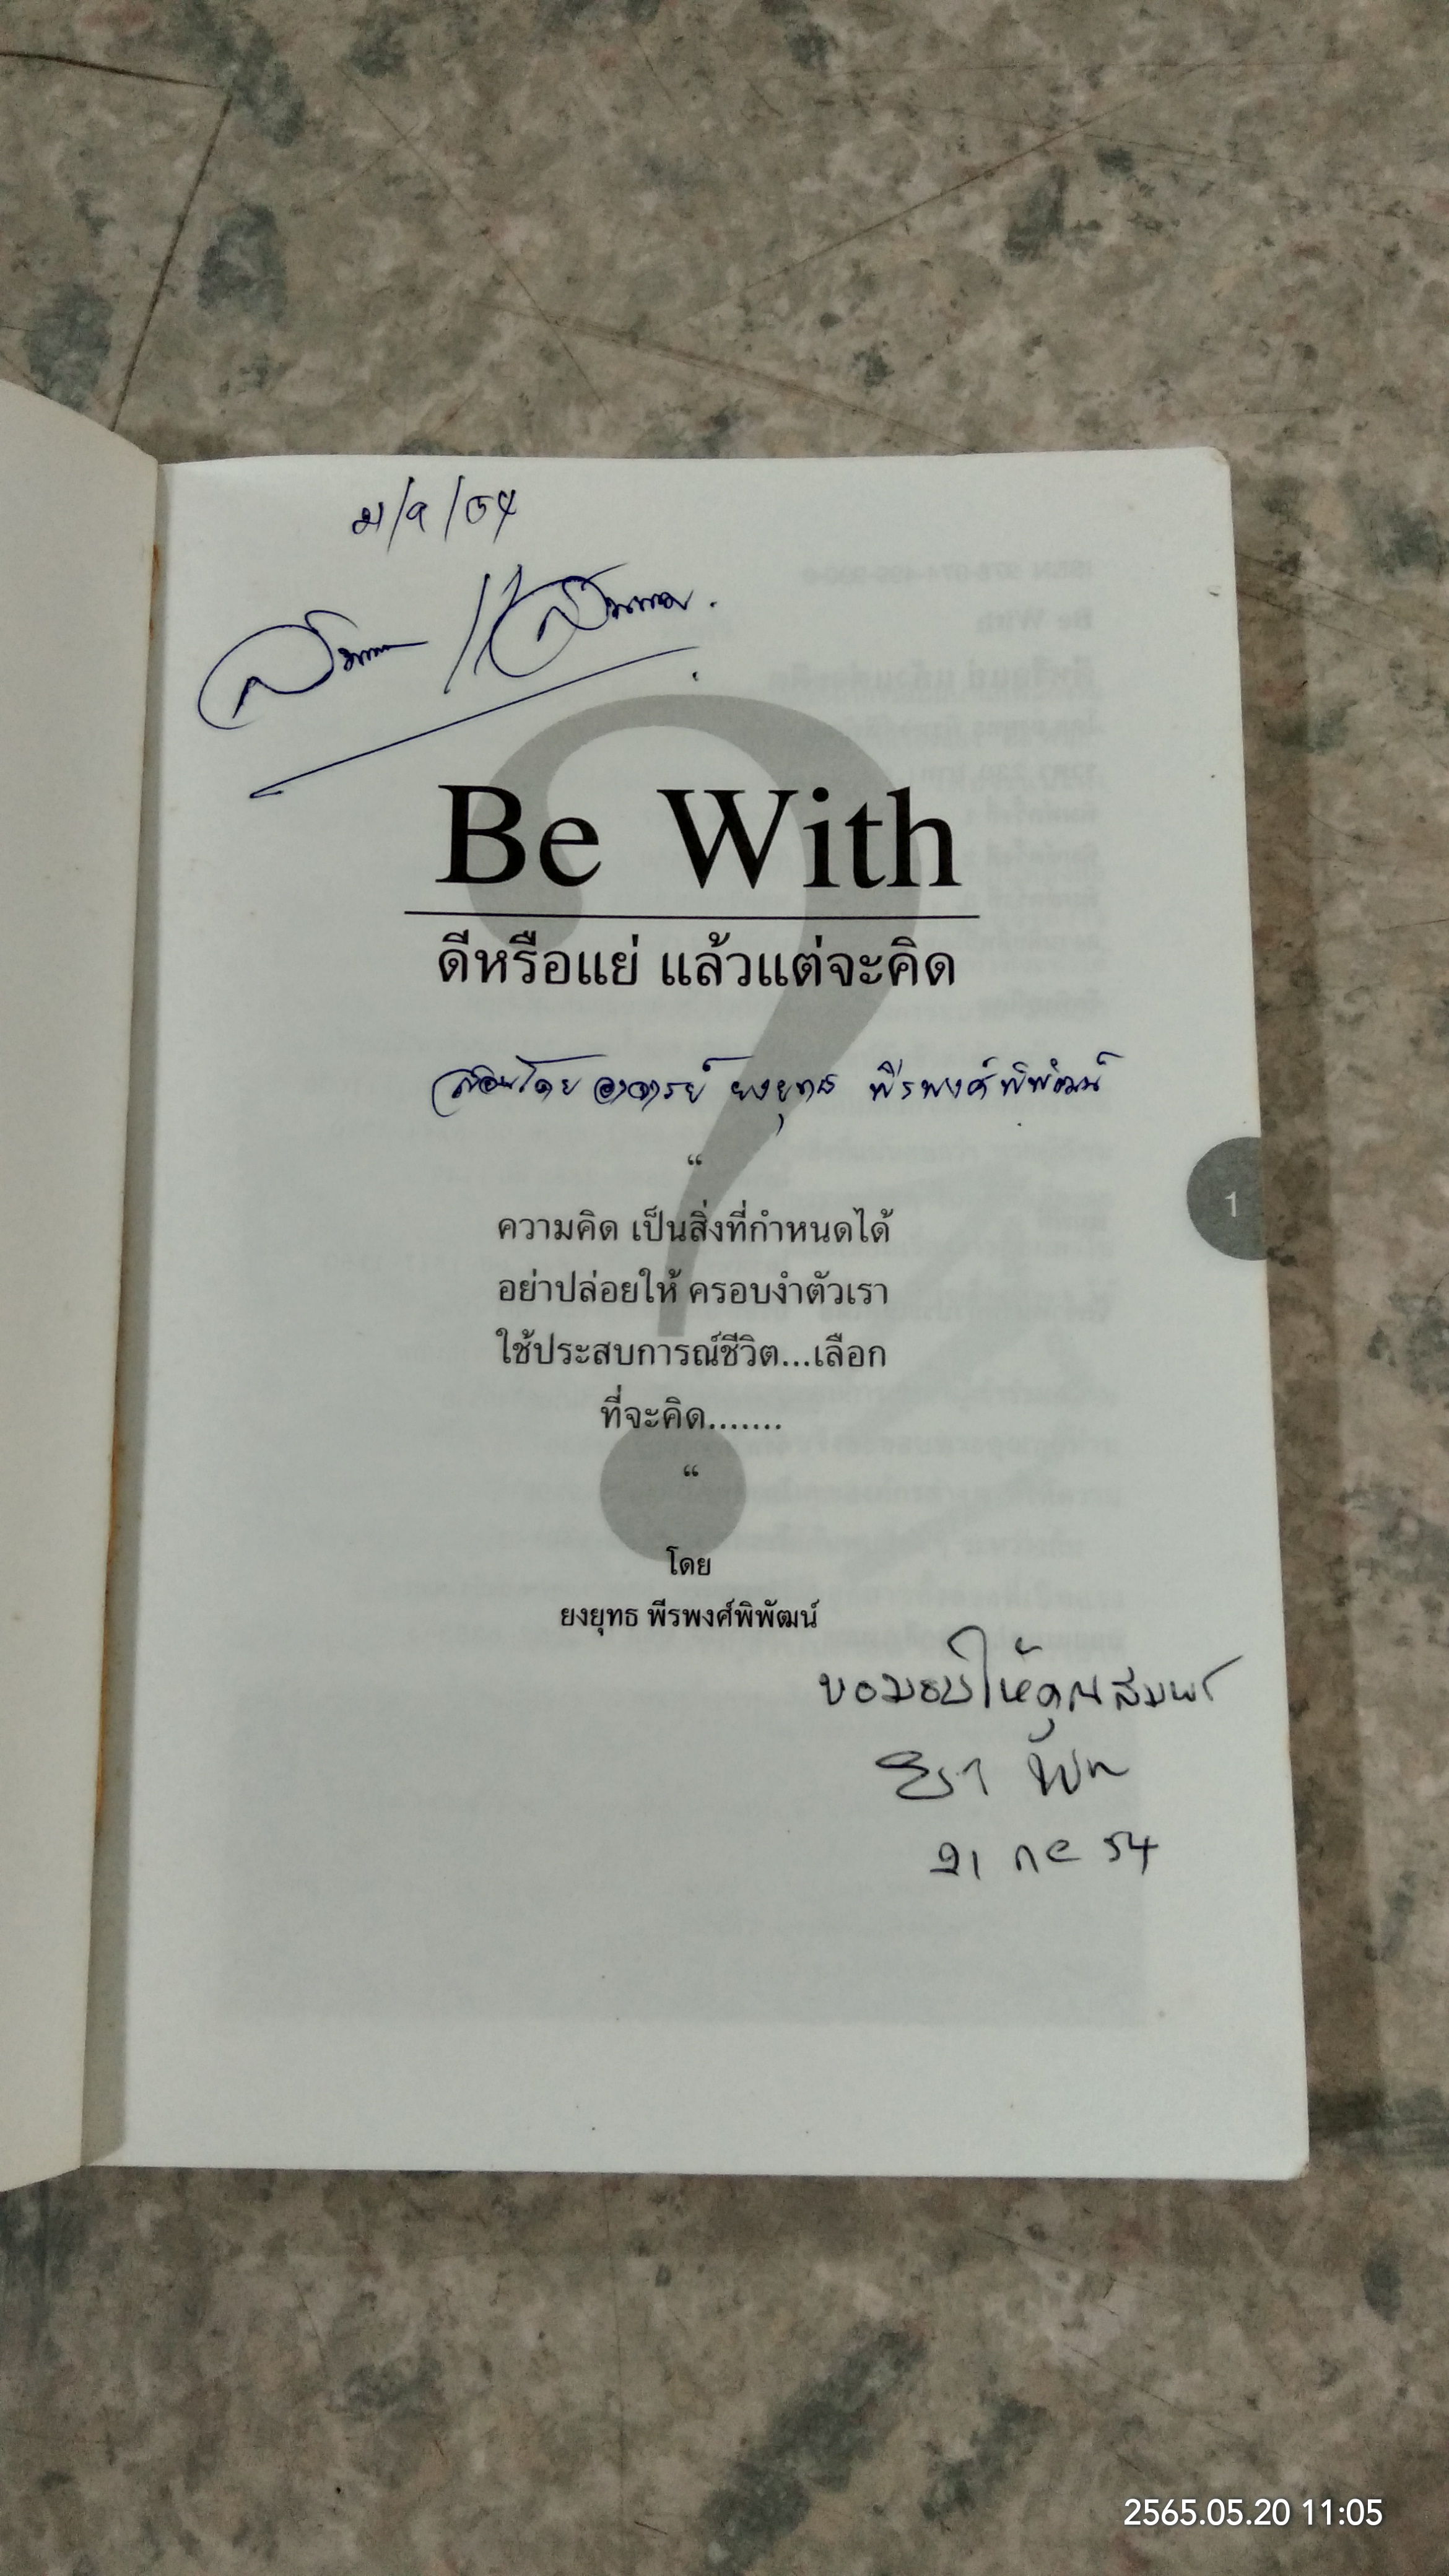 Be With
ดีหรือแย่ แล้วแต่จะคิด
สอนโดย อาจารย์ ยงยุทธ พีรพงศ์พิพัฒน์
“
ความคิด เป็นสิ่งที่กำหนดได้
อย่าปล่อยให้ ครอบงำตัวเรา
ใช้ประสบการณ์ชีวิต...เลือก
ที่จะคิด.......
“
โดย
ยงยุทธ พีรพงศ์พิพัฒน์
1
ขอมอบให้คุณสมพร
54
2565.05.20 11:05